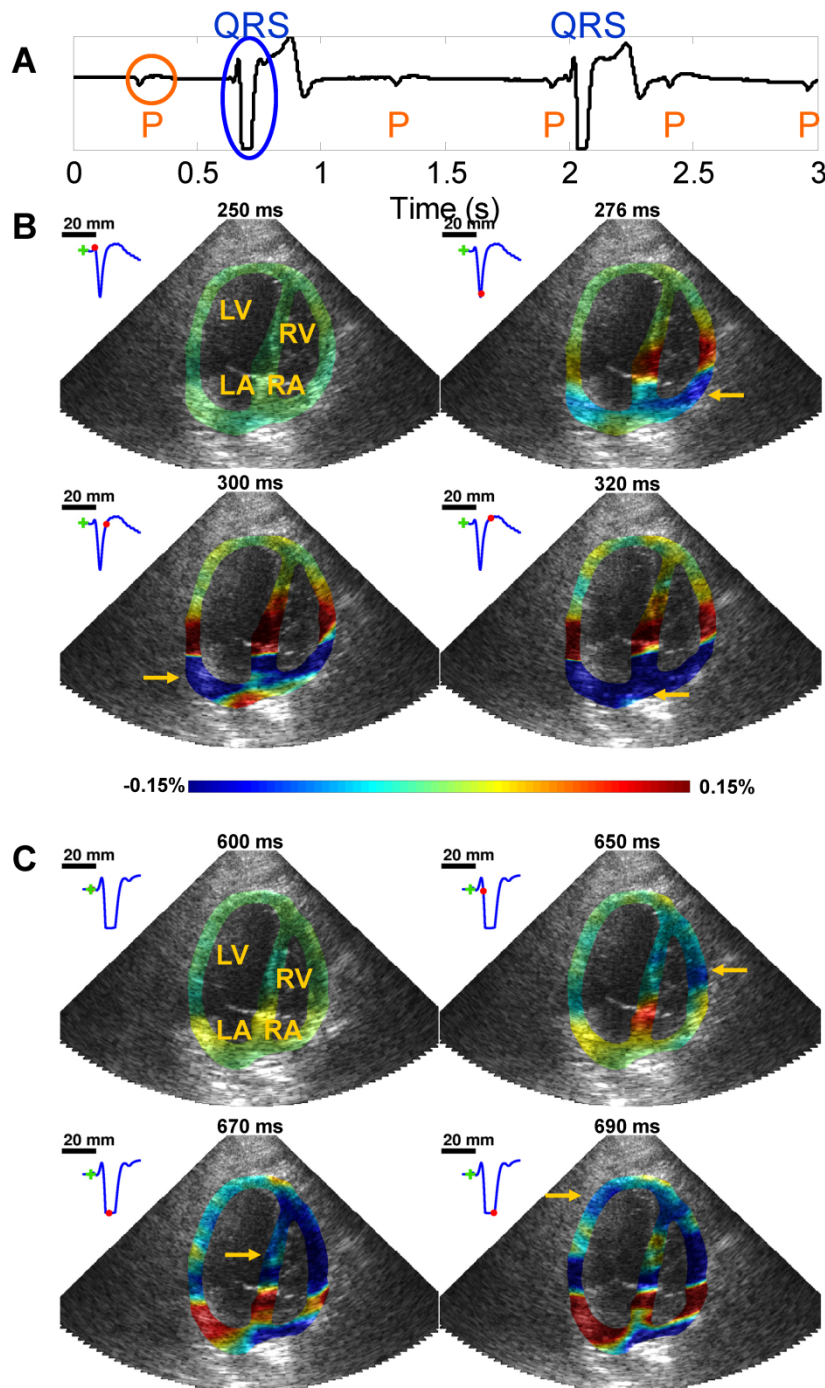 QRS QRS
A
P P P P P
0 0.5 1 1.5 2 2.5 3
Time (s)
B
250 ms 276 ms
20 mm 20 mm
LV
RV
LA RA
300 ms 320 ms
20 mm 20 mm
-0.15% 0.15%
C
600 ms 650 ms
20 mm 20 mm
LV
RV
LA RA
670 ms 690 ms
20 mm 20 mm